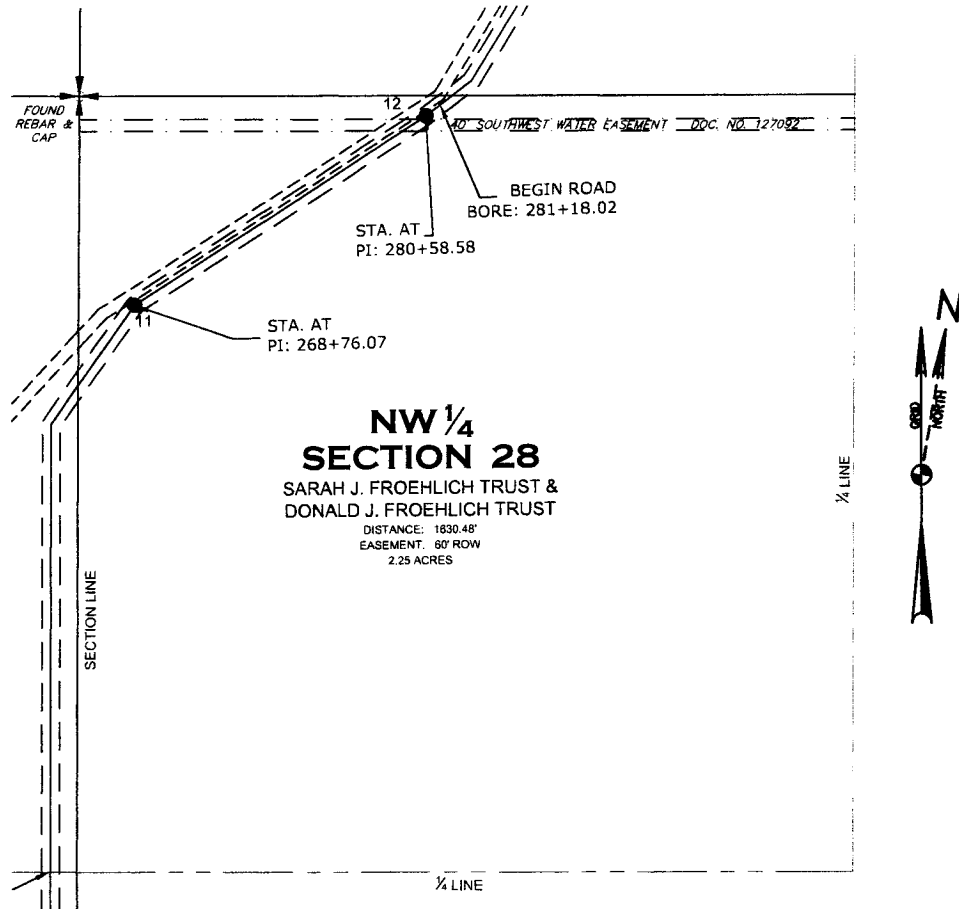 FOUND
REBAR &
CAP
12
40' SOUTHWEST WATER EASEMENT DOC. NO. 127092
BEGIN ROAD
BORE: 281+18.02
STA. AT
PI: 280+58.58
11
STA. AT
PI: 268+76.07
N
GRID
NORTH
NW 1/4
SECTION 28
SARAH J. FROEHLICH TRUST &
DONALD J. FROEHLICH TRUST
DISTANCE: 1630.48'
EASEMENT. 60' ROW
2.25 ACRES
1/4 LINE
SECTION LINE
1/4 LINE